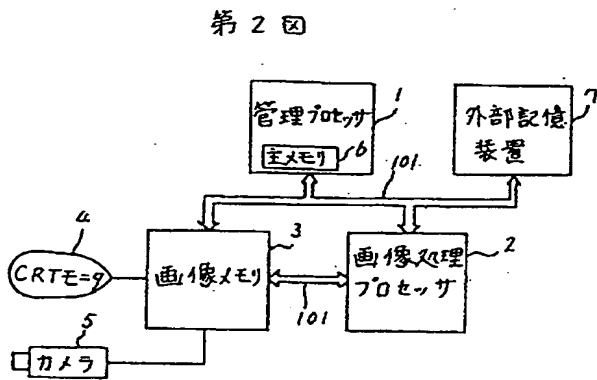 第2図
1
7
管理プロセッサ
主メモリ
6
外部記憶
装置
101
4
3
2
CRTモニタ
画像メモリ
画像処理
プロセッサ
101
5
カメラ